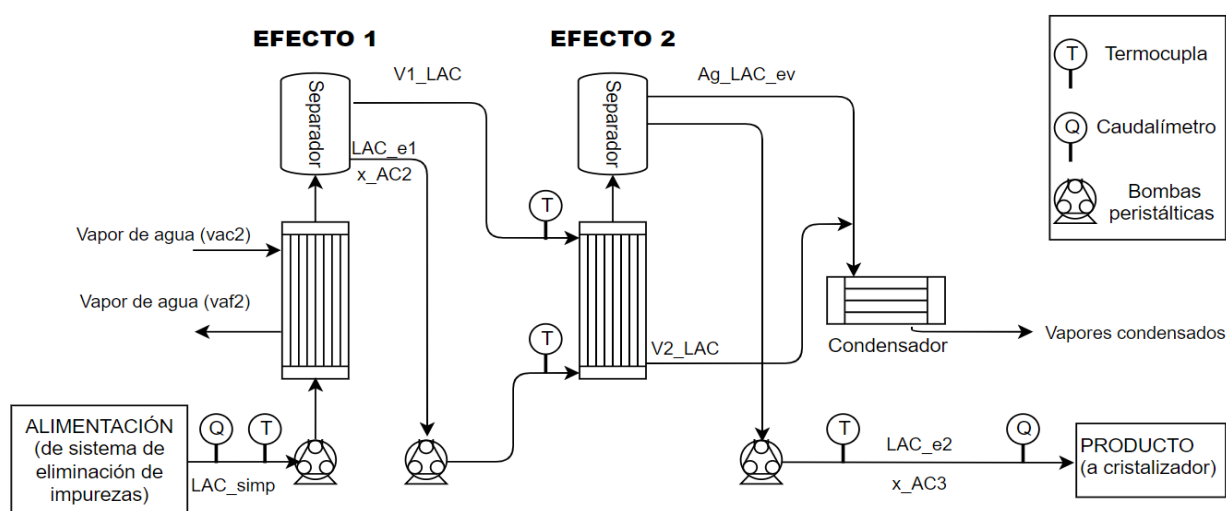 EFECTO 1
EFECTO 2
Separador
V1_LAC
LAC_e1
x_AC2
Separador
Ag_LAC_ev
T
Termocupla
Q
Caudalímetro
Bombas
peristálticas
Vapor de agua (vac2)
Vapor de agua (vaf2)
T
T
V2_LAC
Condensador
Vapores condensados
ALIMENTACIÓN
(de sistema de
eliminación de
impurezas)
Q
T
LAC_simp
T
LAC_e2
x_AC3
Q
PRODUCTO
(a cristalizador)